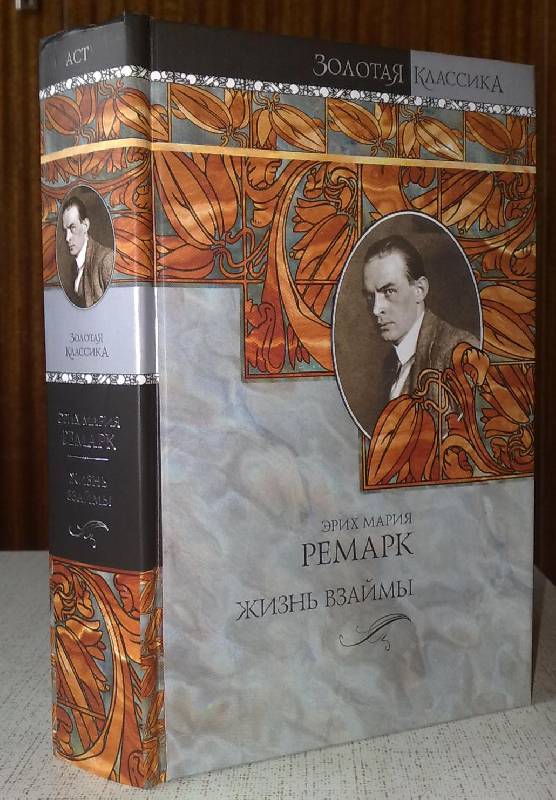 АСТ
ЗОЛОТАЯ
КЛАССИКА
ЭРИХ МАРИЯ
РЕМАРК
ЖИЗНЬ
ВЗАЙМЫ
ЗОЛОТАЯ КЛАССИКА
ЭРИХ МАРИЯ
РЕМАРК
ЖИЗНЬ ВЗАЙМЫ